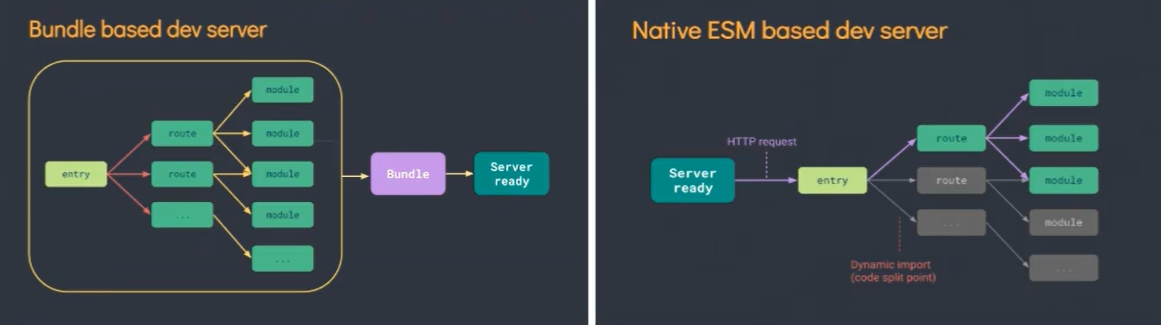 Bundle based dev server
module
route
module
entry
route
module
Bundle
Server
ready
...
module
...
Native ESM based dev server
module
HTTP request
route
module
Server
ready
entry
route
module
...
module
Dynamic import
(code split point)
...